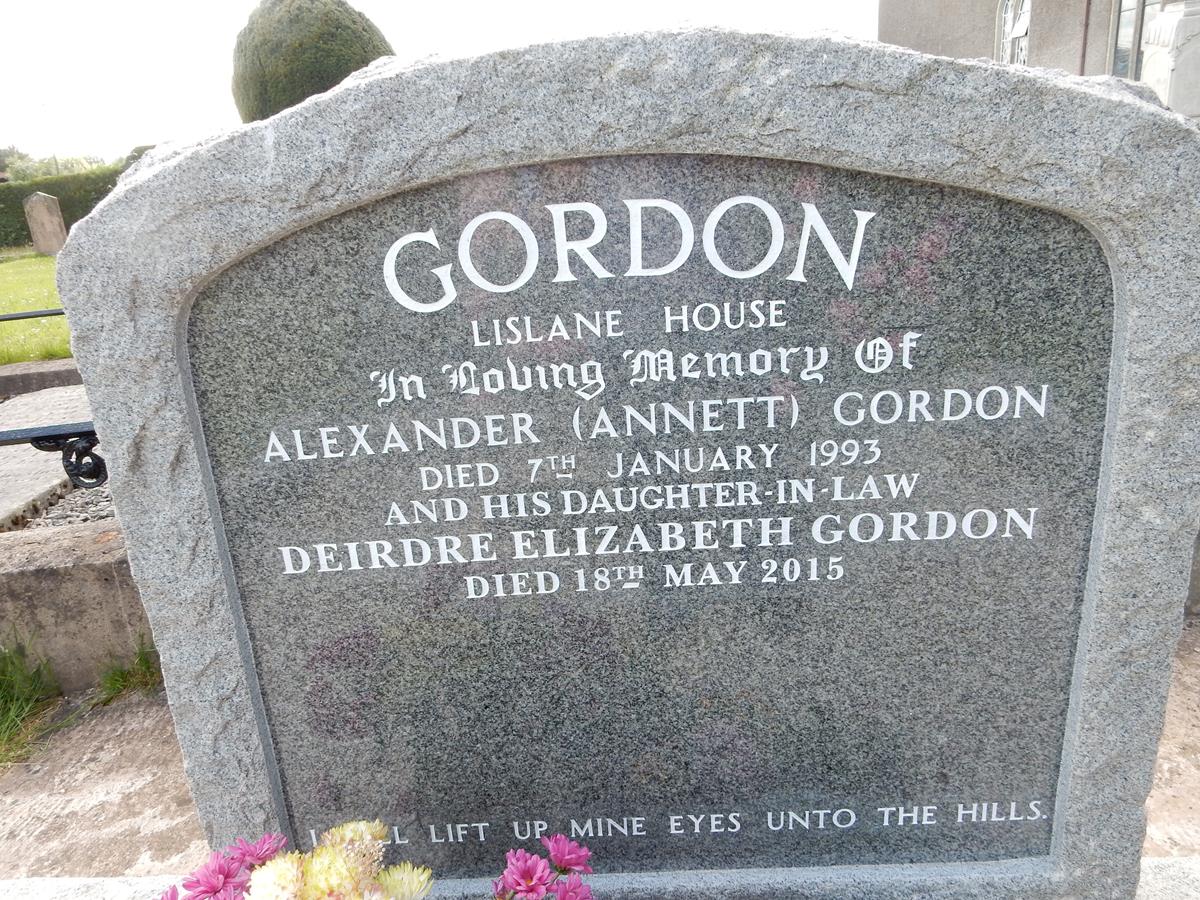 GORDON
LISLANE HOUSE
In Loving Memory Of
ALEXANDER (ANNETT) GORDON
DIED 7TH JANUARY 1993
AND HIS DAUGHTER-IN-LAW
DEIRDRE ELIZABETH GORDON
DIED 18TH MAY 2015
I LIFT UP MINE EYES UNTO THE HILLS.